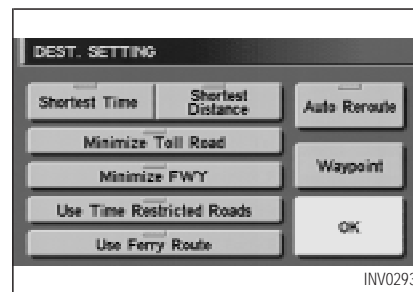 DEST. SETTING
Shortest Time
Shortest
Distance
Auto Reroute
Minimize Toll Road
Minimize FWY
Waypoint
Use Time Restricted Roads
Use Ferry Route
OK
INV0293